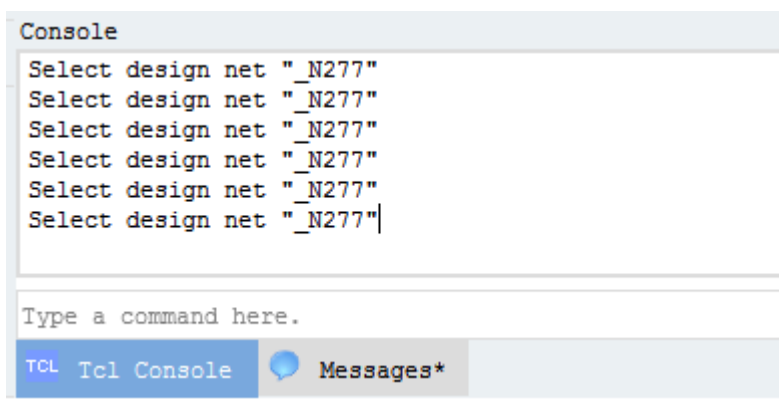 Console
Select design net "_N277"
Select design net "_N277"
Select design net "_N277"
Select design net "_N277"
Select design net "_N277"
Select design net "_N277"
Type a command here.
TCL Tcl Console Messages*